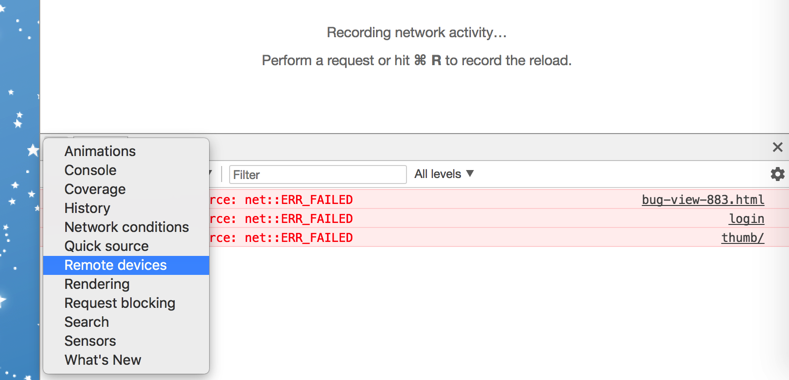 Recording network activity…
Perform a request or hit ⌘ R to record the reload.
Animations
Console
Coverage
History
Network conditions
Quick source
Remote devices
Rendering
Request blocking
Search
Sensors
What's New
Filter
All levels ▼
rce: net::ERR_FAILED bug-view-883.html
rce: net::ERR_FAILED login
rce: net::ERR_FAILED thumb/